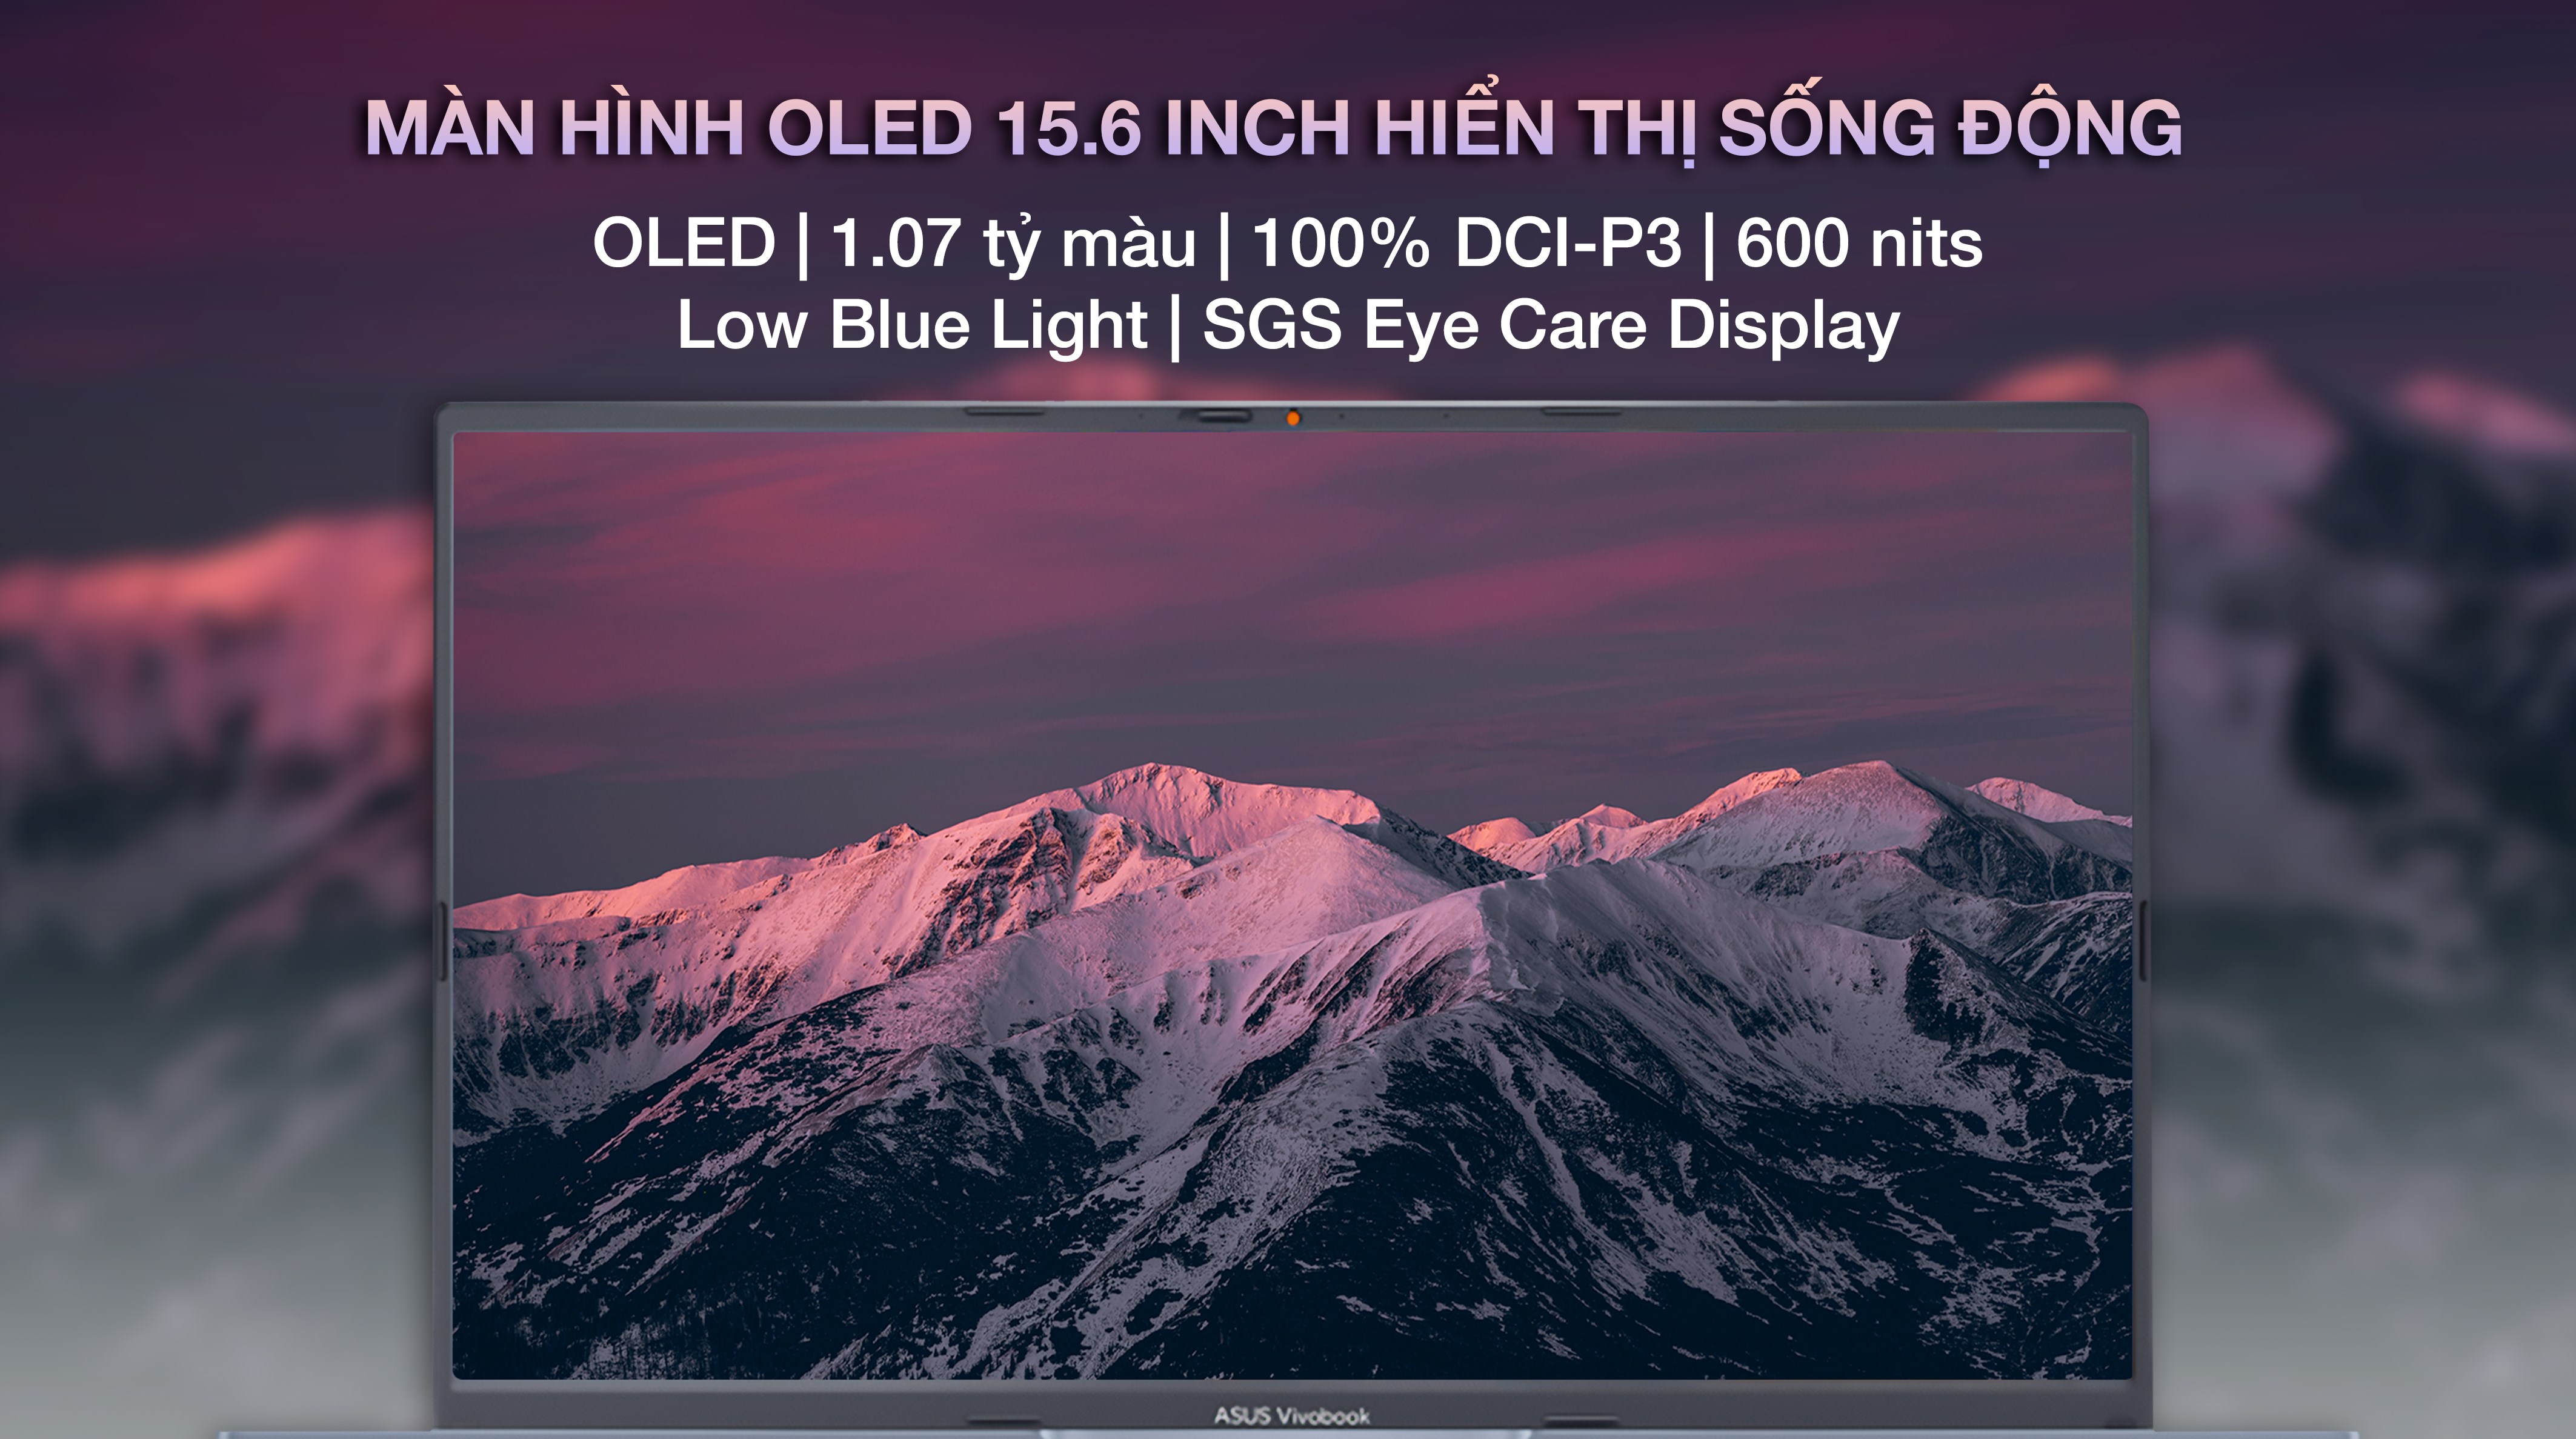 MÀN HÌNH OLED 15.6 INCH HIỂN THỊ SỐNG ĐỘNG
OLED | 1.07 tỷ màu | 100% DCI-P3 | 600 nits
Low Blue Light | SGS Eye Care Display
ASUS Vivobook